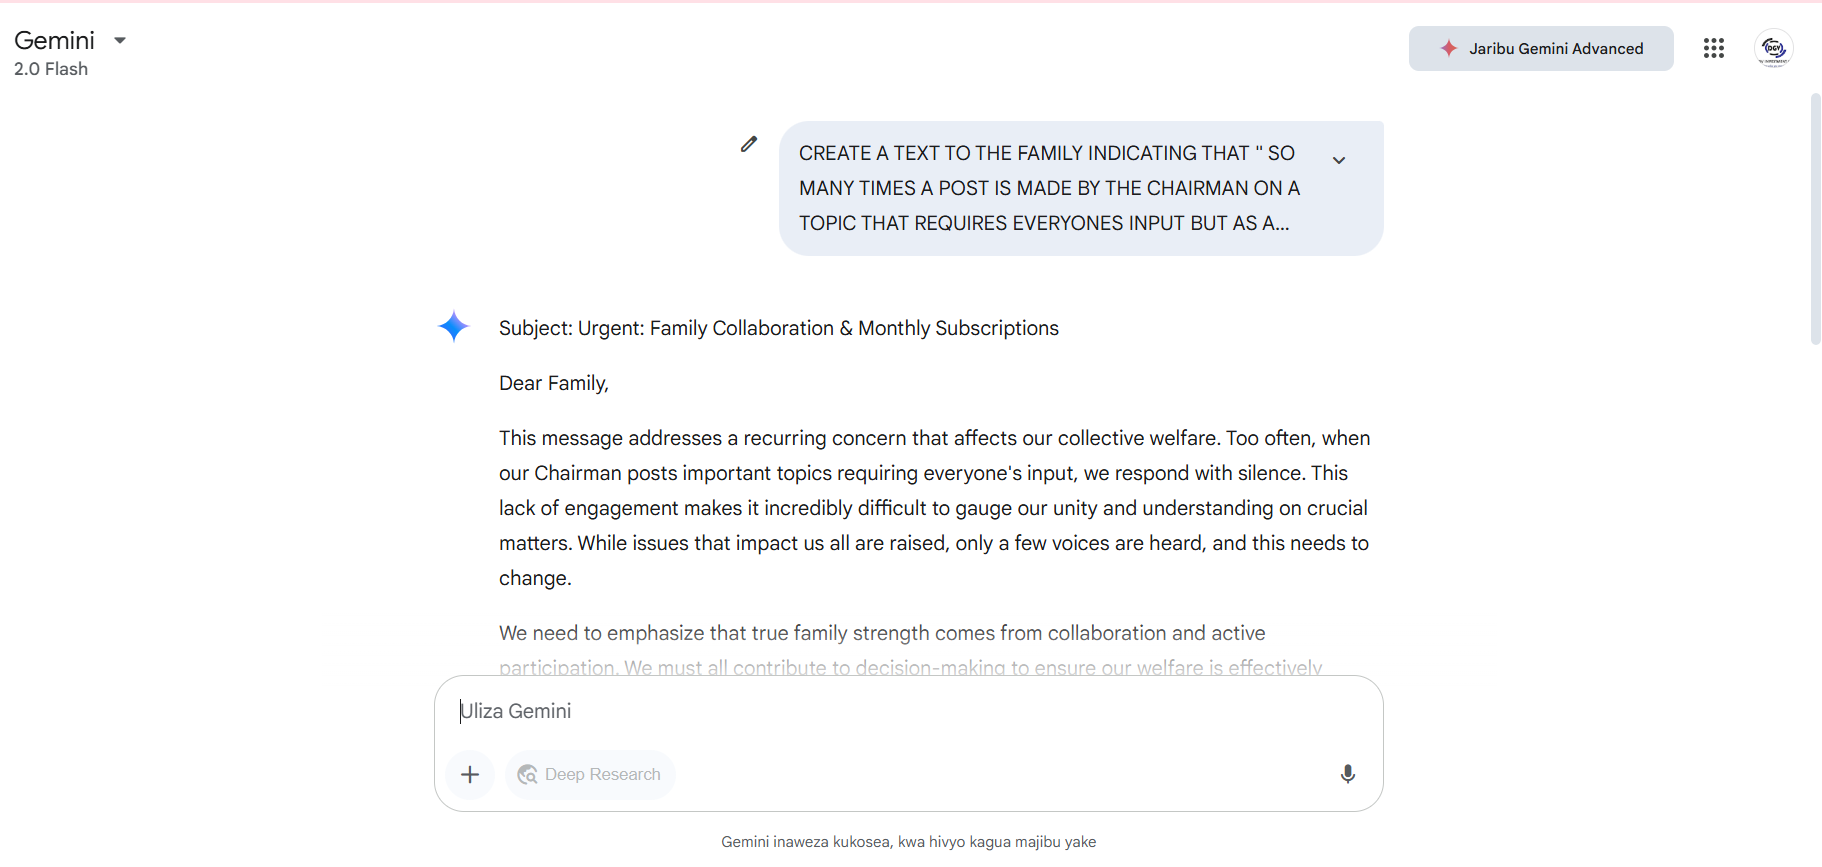 Gemini
2.0 Flash
Jaribu Gemini Advanced
DGV
CREATE A TEXT TO THE FAMILY INDICATING THAT " SO
MANY TIMES A POST IS MADE BY THE CHAIRMAN ON A
TOPIC THAT REQUIRES EVERYONES INPUT BUT AS A...
Subject: Urgent: Family Collaboration & Monthly Subscriptions
Dear Family,
This message addresses a recurring concern that affects our collective welfare. Too often, when
our Chairman posts important topics requiring everyone's input, we respond with silence. This
lack of engagement makes it incredibly difficult to gauge our unity and understanding on crucial
matters. While issues that impact us all are raised, only a few voices are heard, and this needs to
change.
We need to emphasize that true family strength comes from collaboration and active
participation. We must all contribute to decision-making to ensure our welfare is effectively
Uliza Gemini
Deep Research
Gemini inaweza kukosea, kwa hivyo kagua majibu yake